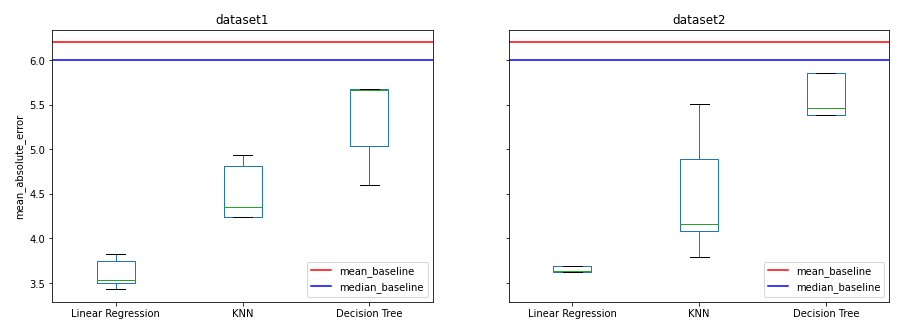 dataset1
mean_absolute_error
6.0
5.5
5.0
4.5
4.0
3.5
Linear Regression
KNN
Decision Tree
mean_baseline
median_baseline
dataset2
Linear Regression
KNN
Decision Tree
mean_baseline
median_baseline